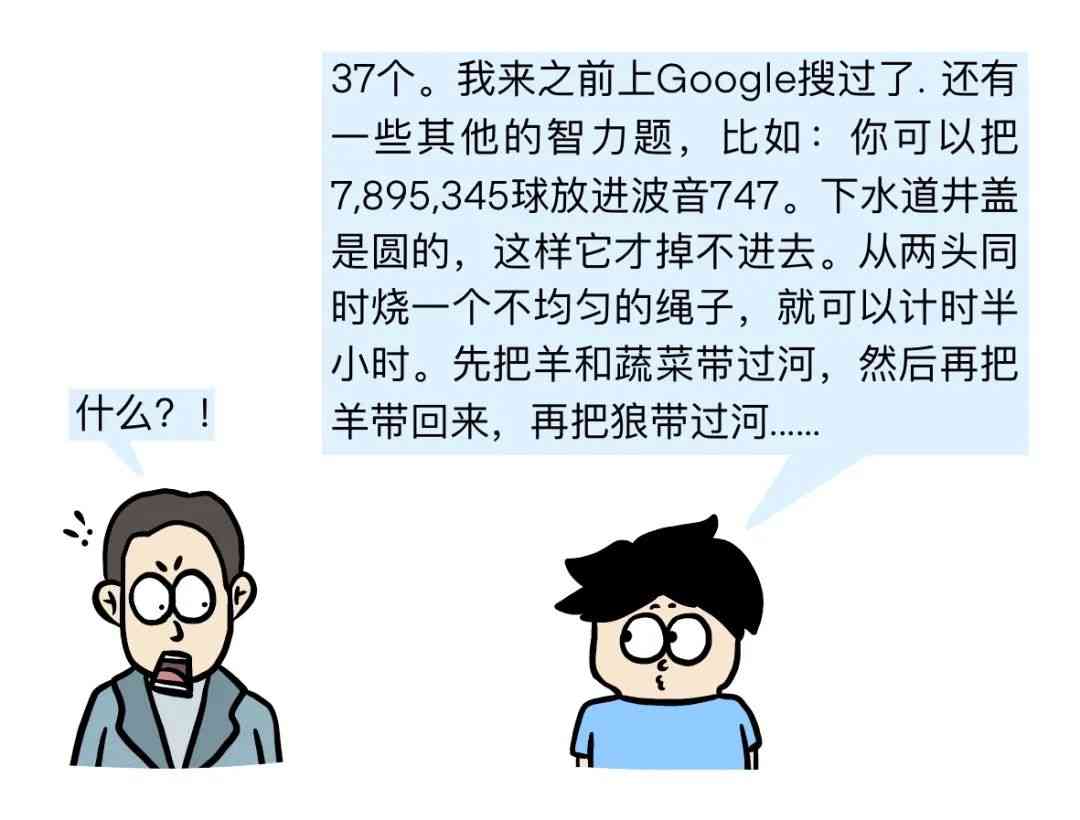 37个。我来之前上Google搜过了. 还有
一些其他的智力题，比如：你可以把
7,895,345球放进波音747。下水道井盖
是圆的，这样它才掉不进去。从两头同
时烧一个不均匀的绳子，就可以计时半
小时。先把羊和蔬菜带过河，然后再把
羊带回来，再把狼带过河......
什么？！